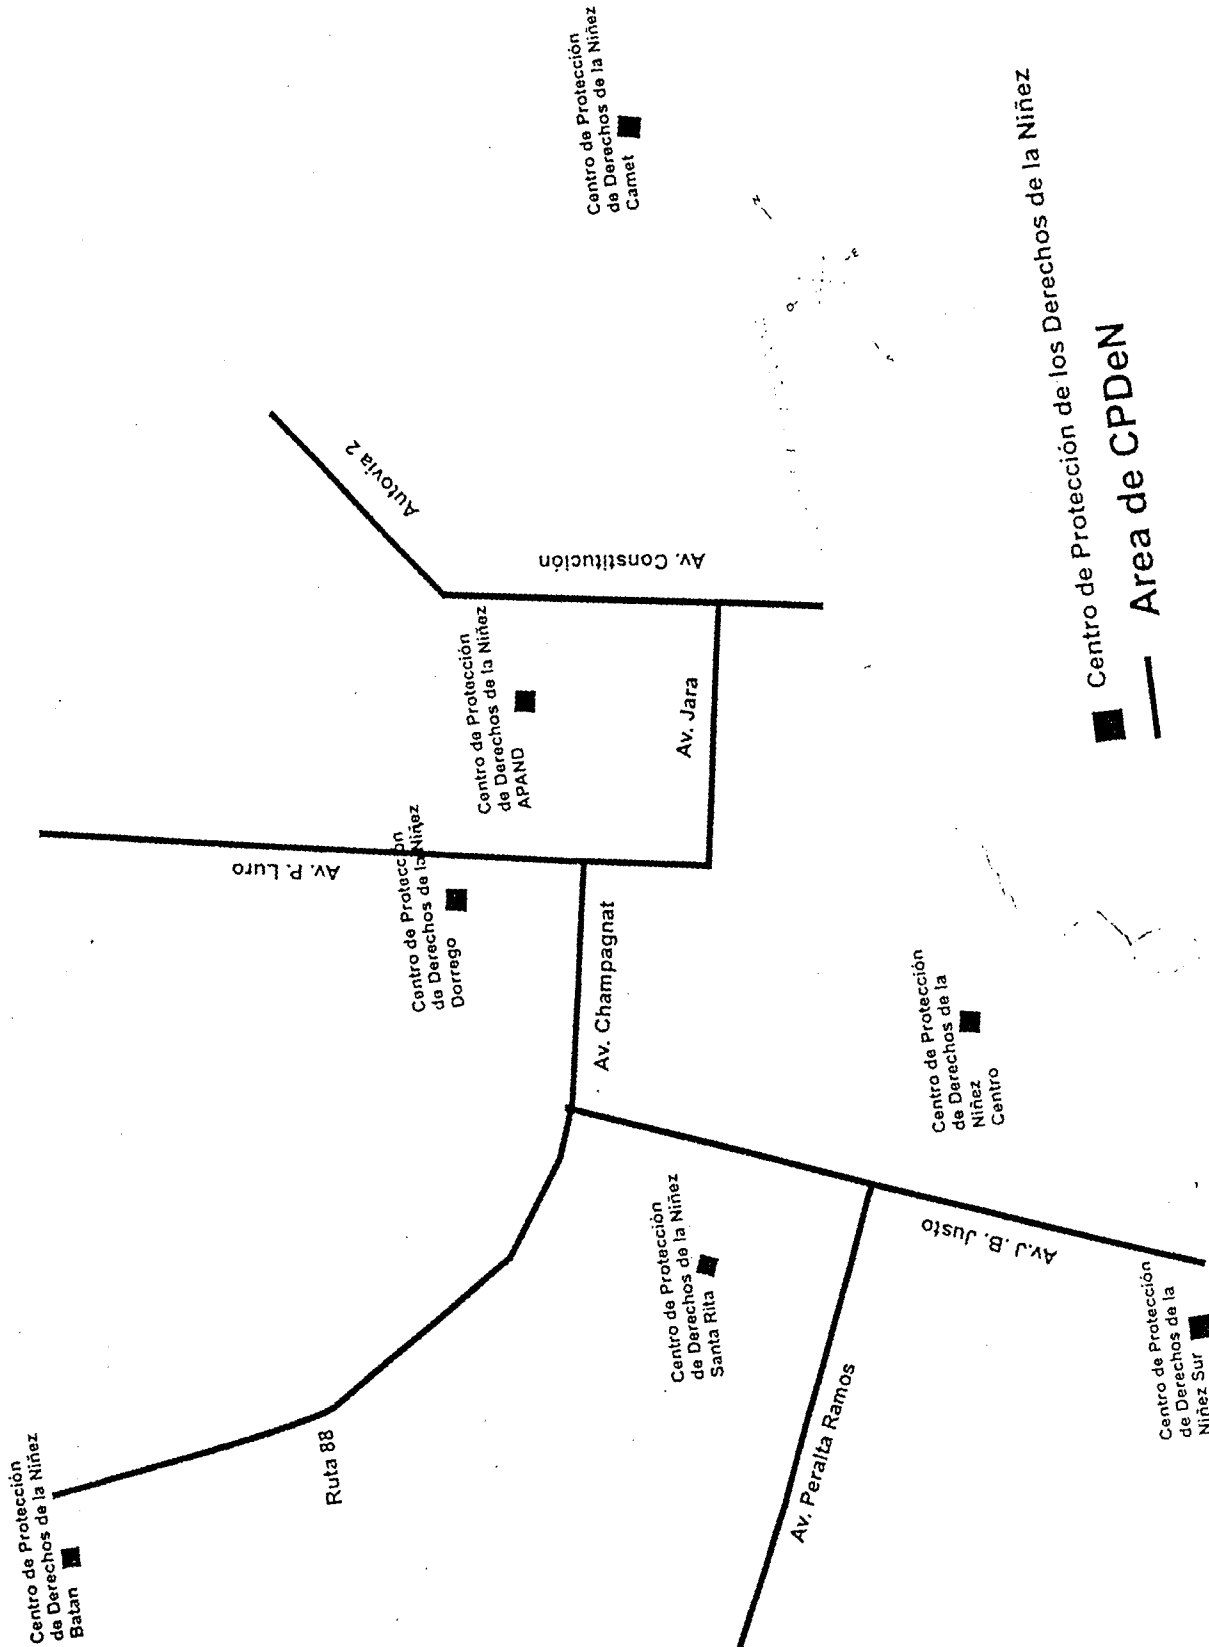 Centro de Protección
de Derechos de la Niñez
Batan
Ruta 88
Centro de Protección
de Derechos de la Niñez
Dorrego
Av. P. Luro
Centro de Protección
de Derechos de la Niñez
APAND
Autovia 2
Centro de Protección
de Derechos de la Niñez
Camet
Av. Constitución
Av. Jara
Av. Champagnat
Centro de Protección
de Derechos de la Niñez
Santa Rita
Av. Peralta Ramos
Av. J. B. Justo
Centro de Protección
de Derechos de la
Niñez
Centro
Centro de Protección
de Derechos de la
Niñez Sur
Centro de Protección de los Derechos de la Niñez
Area de CPDeN